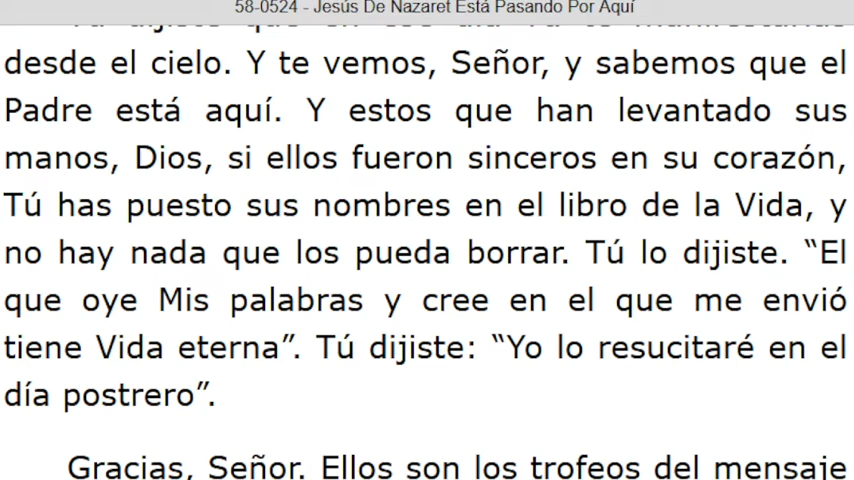 58-0524 - Jesús De Nazaret Está Pasando Por Aquí
desde el cielo. Y te vemos, Señor, y sabemos que el
Padre está aquí. Y estos que han levantado sus
manos, Dios, si ellos fueron sinceros en su corazón,
Tú has puesto sus nombres en el libro de la Vida, y
no hay nada que los pueda borrar. Tú lo dijiste. “El
que oye Mis palabras y cree en el que me envió
tiene Vida eterna”. Tú dijiste: “Yo lo resucitaré en el
día postrero”.
Gracias, Señor. Ellos son los trofeos del mensaje